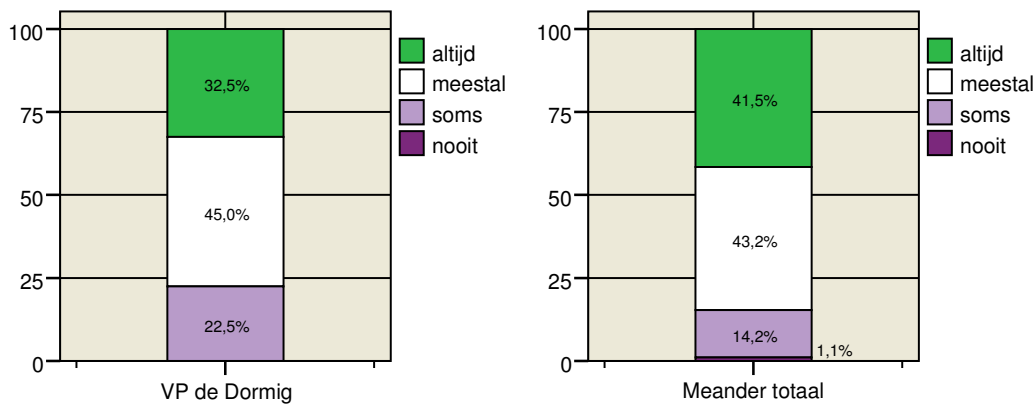 100
75
50
25
0
32,5%
45,0%
22,5%
VP de Dormig
altijd
meestal
soms
nooit
100
75
50
25
0
41,5%
43,2%
14,2%
1,1%
Meander totaal
altijd
meestal
soms
nooit